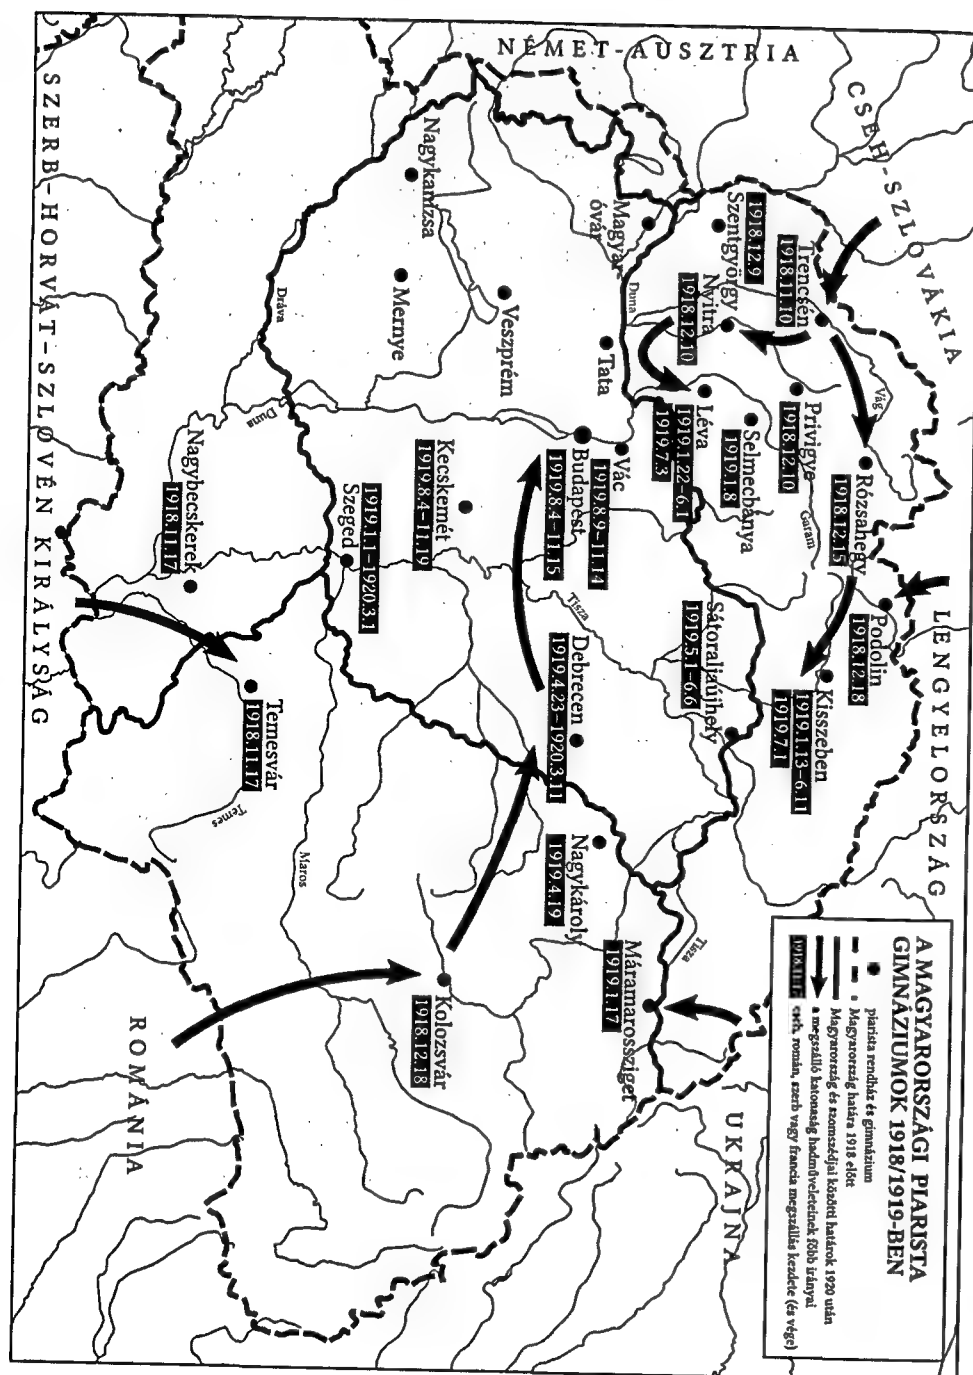 A MAGYARORSZÁGI PIARISTA
GIMNÁZIUMOK 1918/1919-BEN
piarista rendház és gimnázium
Magyarország határa 1918 előtt
Magyarország és szomszédjai közötti határok 1920 után
a megszálló katonaság hadműveleteinek főbb irányai
cseh, román, szerb vagy francia megszállás kezdete (és vége)
CSEH-SZLOVÁKIA
LENGYELORSZÁG
UKRAJNA
NÉMET-AUSZTRIA
ROMÁNIA
SZERB-HORVÁT-SZLOVÉN KIRÁLYSÁG
Trencsén
1918.11.10
Szentgyörgy
1918.12.9
Nyitra
1918.12.10
Privigye
1918.12.10
Rózsahegy
1918.12.15
Podolin
1918.12.18
Kisszeben
1919.1.13–6.11
1919.7.1
Selmecbánya
1919.1.8
Léva
1919.1.22–6.1
1919.7.3
Sátoraljaújhely
1919.5.1–6.6
Magyar-
óvár
Tata
Vác
1919.8.9–11.14
Budapest
1919.8.4–11.15
Debrecen
1919.4.23–1920.3.11
Nagykároly
1919.4.19
Máramarossziget
1919.1.17
Veszprém
Mernye
Nagykanizsa
Kecskemét
1919.8.4–11.19
Szeged
1919.1.1–1920.3.1
Kolozsvár
1918.12.18
Nagybecskerek
1918.11.17
Temesvár
1918.11.17
Vág
Garam
Duna
Tisza
Tisza
Duna
Dráva
Maros
Temes